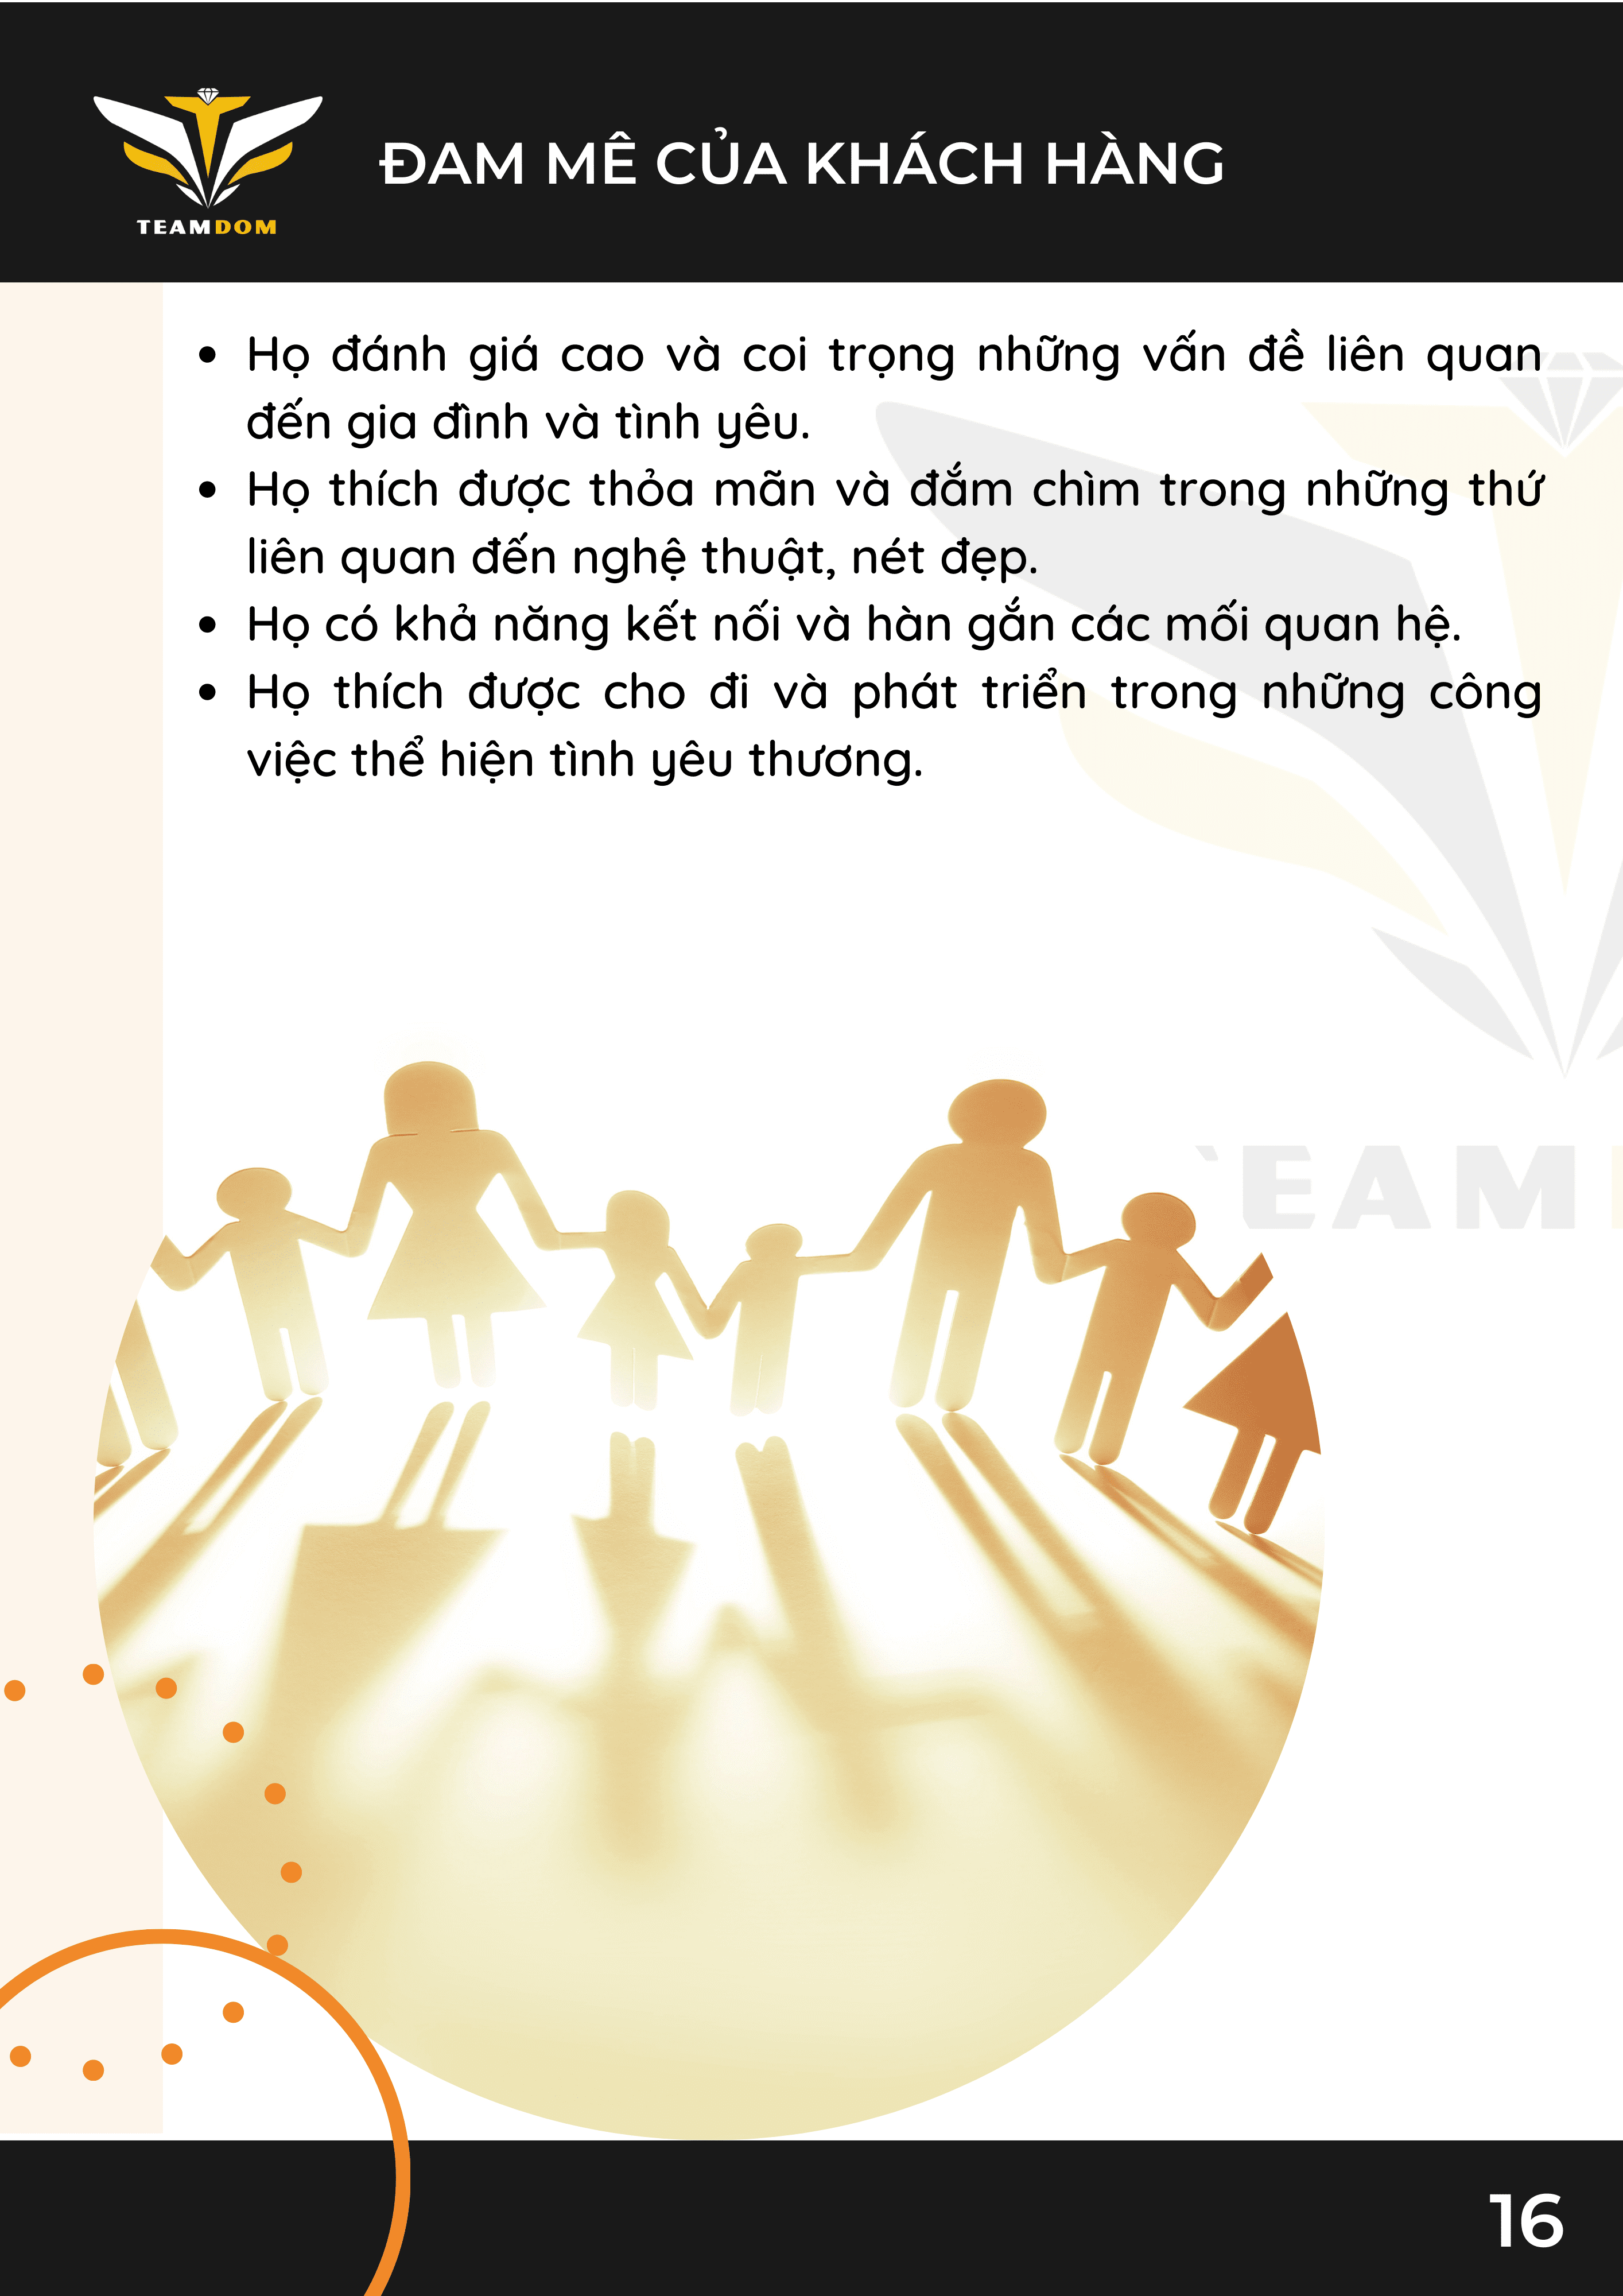 TEAMDOM
ĐAM MÊ CỦA KHÁCH HÀNG
• Họ đánh giá cao và coi trọng những vấn đề liên quan
đến gia đình và tình yêu.
• Họ thích được thỏa mãn và đắm chìm trong những thứ
liên quan đến nghệ thuật, nét đẹp.
• Họ có khả năng kết nối và hàn gắn các mối quan hệ.
• Họ thích được cho đi và phát triển trong những công
việc thể hiện tình yêu thương.
TEAM
16